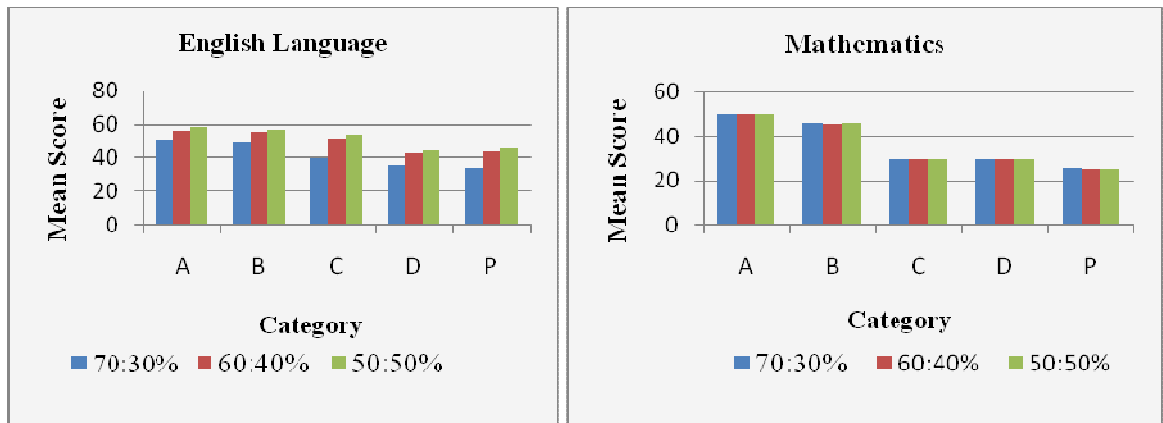 English Language
Mean Score
80
60
40
20
0
A B C D P
Category
70:30% 60:40% 50:50%
Mathematics
Mean Score
60
40
20
0
A B C D P
Category
70:30% 60:40% 50:50%